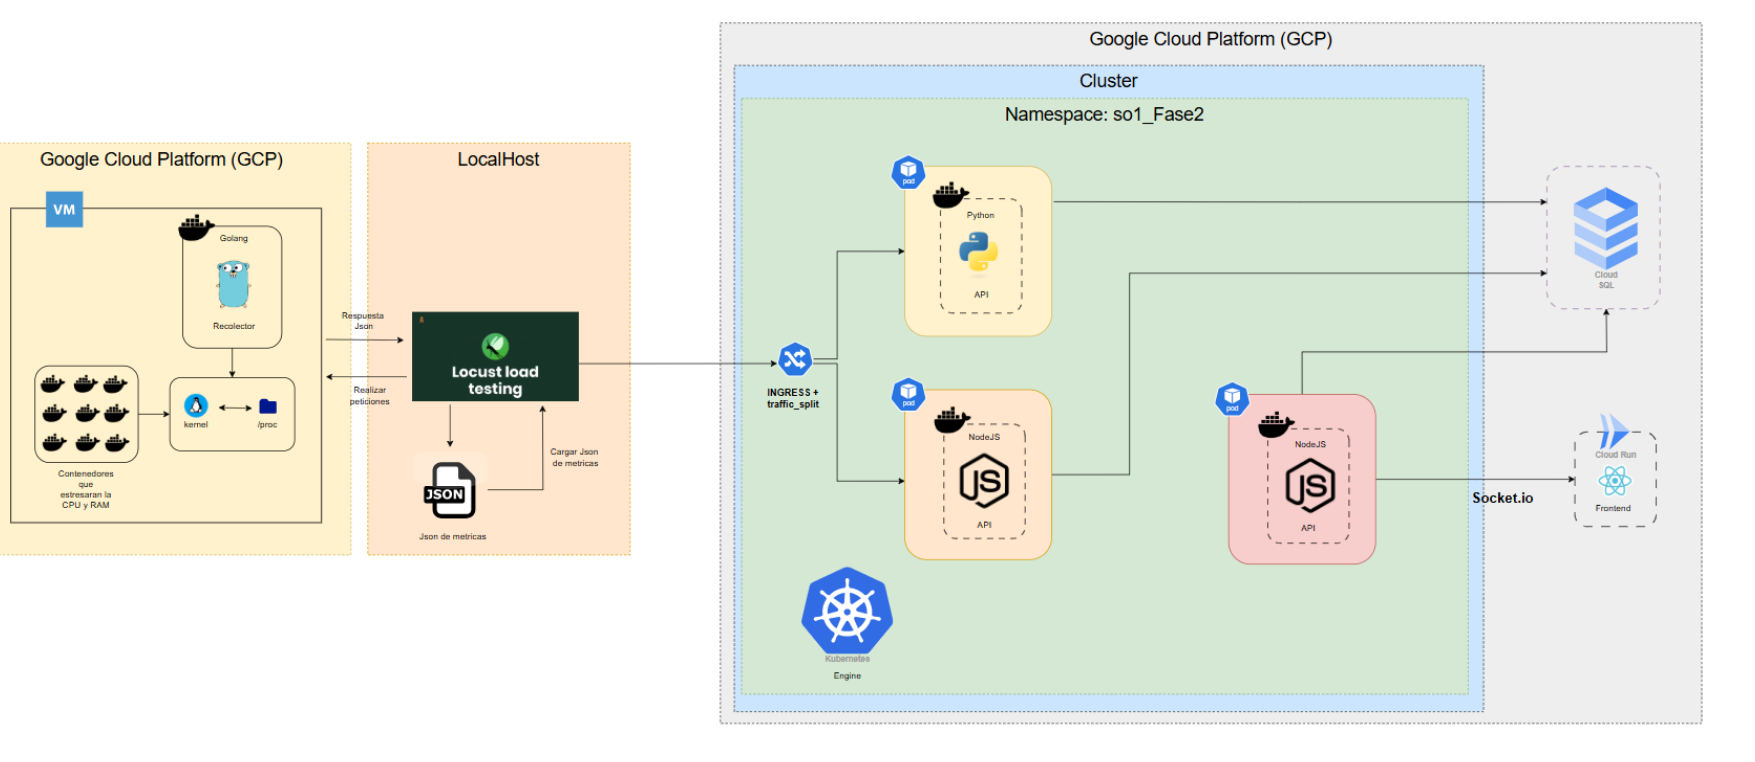 Google Cloud Platform (GCP)
VM
Golang
Recolector
kernel
/proc
Contenedores
que
estresaran la
CPU y RAM
Respuesta
Json
Realizar
peticiones
LocalHost
Locust load
testing
JSON
Json de metricas
Cargar Json
de metricas
Google Cloud Platform (GCP)
Cluster
Namespace: so1_Fase2
INGRESS +
traffic_split
pod
Python
API
pod
NodeJS
JS
API
pod
NodeJS
JS
API
Kubernetes
Engine
Cloud
SQL
Socket.io
Cloud Run
Frontend